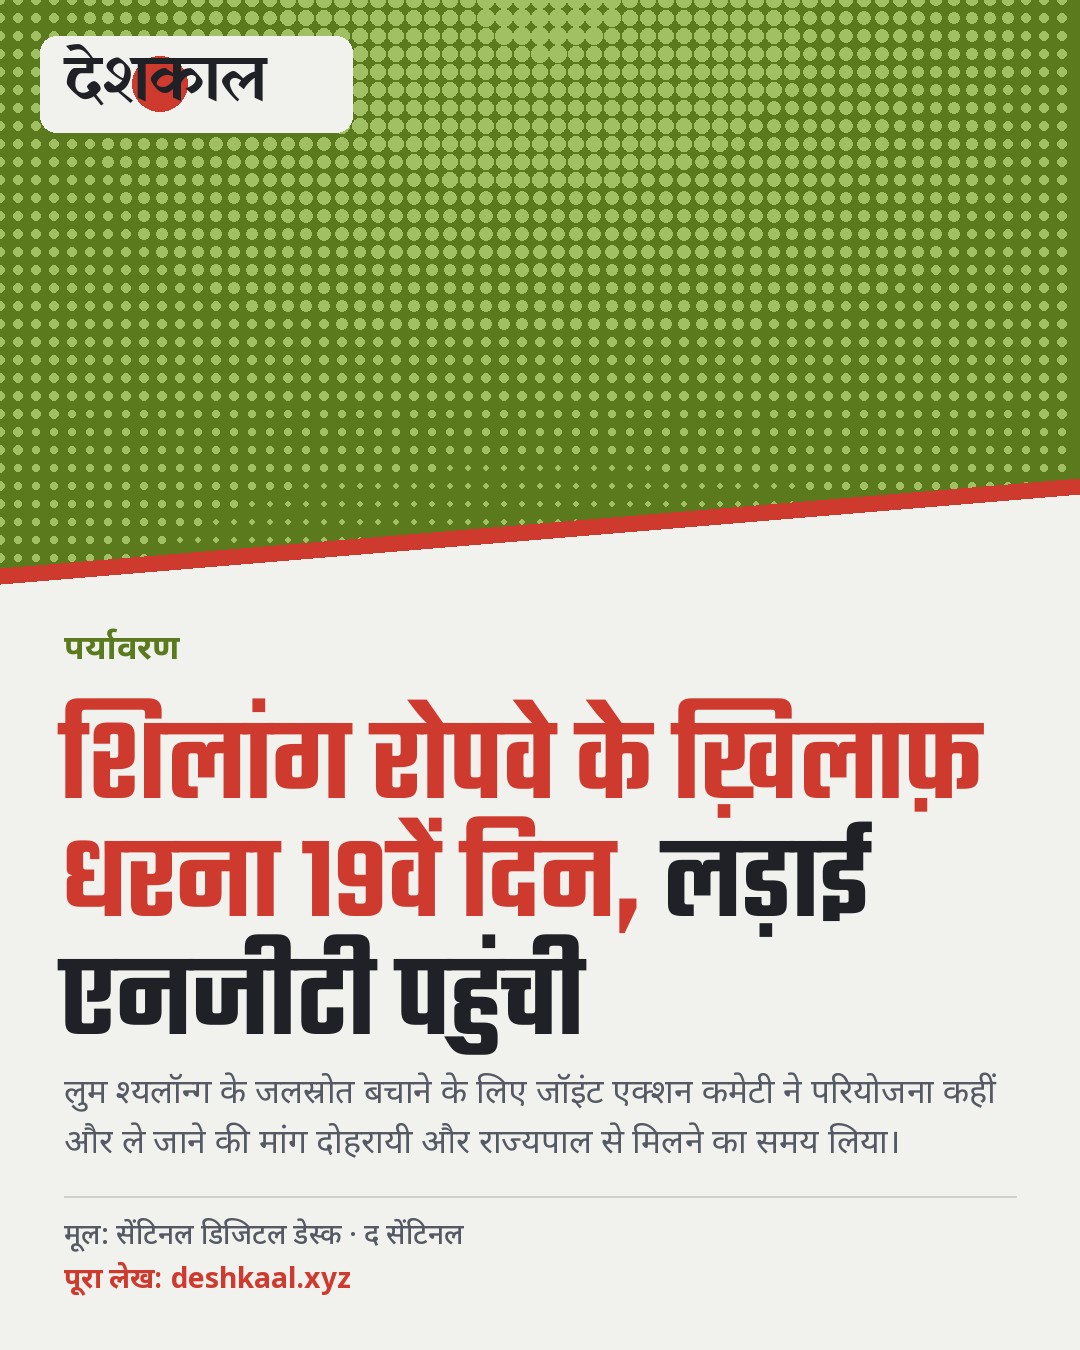 देशकाल
पर्यावरण
शिलांग रोपवे के ख़िलाफ़
धरना 19वें दिन, लड़ाई
एनजीटी पहुंची
लुम श्यलॉन्ग के जलस्रोत बचाने के लिए जॉइंट एक्शन कमेटी ने परियोजना कहीं
और ले जाने की मांग दोहरायी और राज्यपाल से मिलने का समय लिया।
मूल: सेंटिनल डिजिटल डेस्क · द सेंटिनल
पूरा लेख: deshkaal.xyz